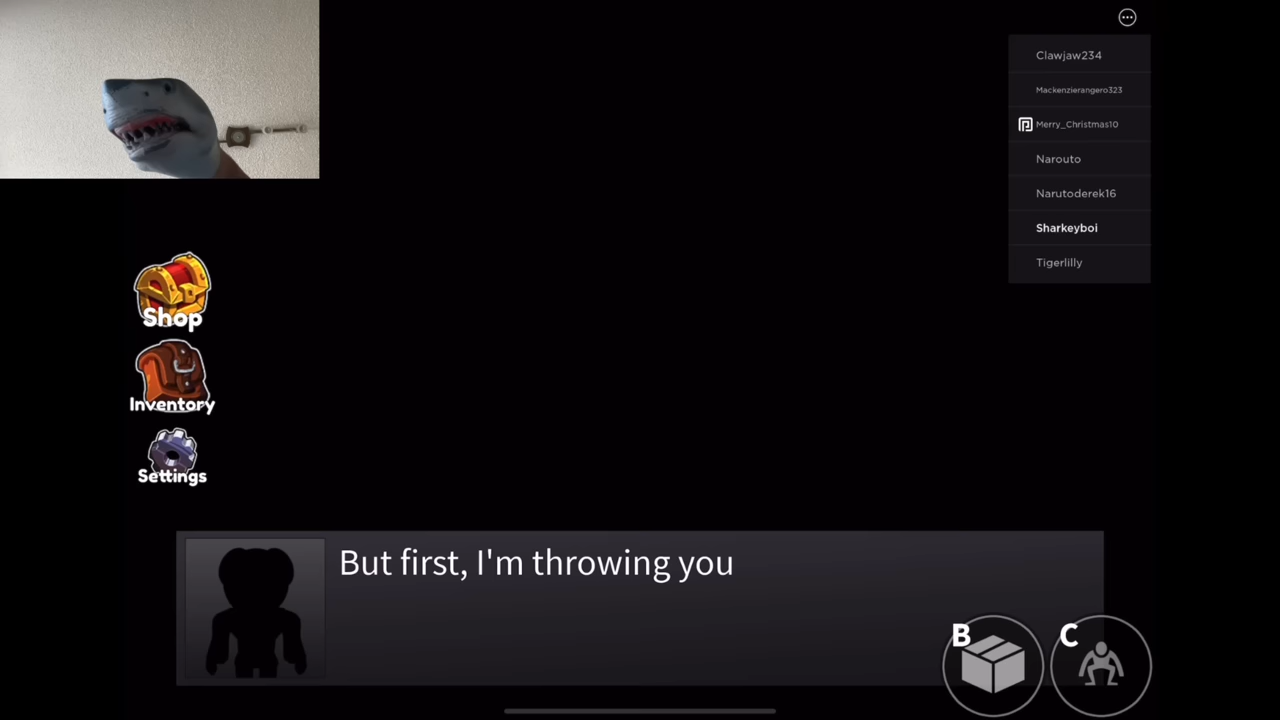 Clawjaw234
Mackenzierangero323
Merry_Christmas10
Narouto
Narutoderek16
Sharkeyboi
Tigerlilly
Shop
Inventory
Settings
But first, I'm throwing you
B
C